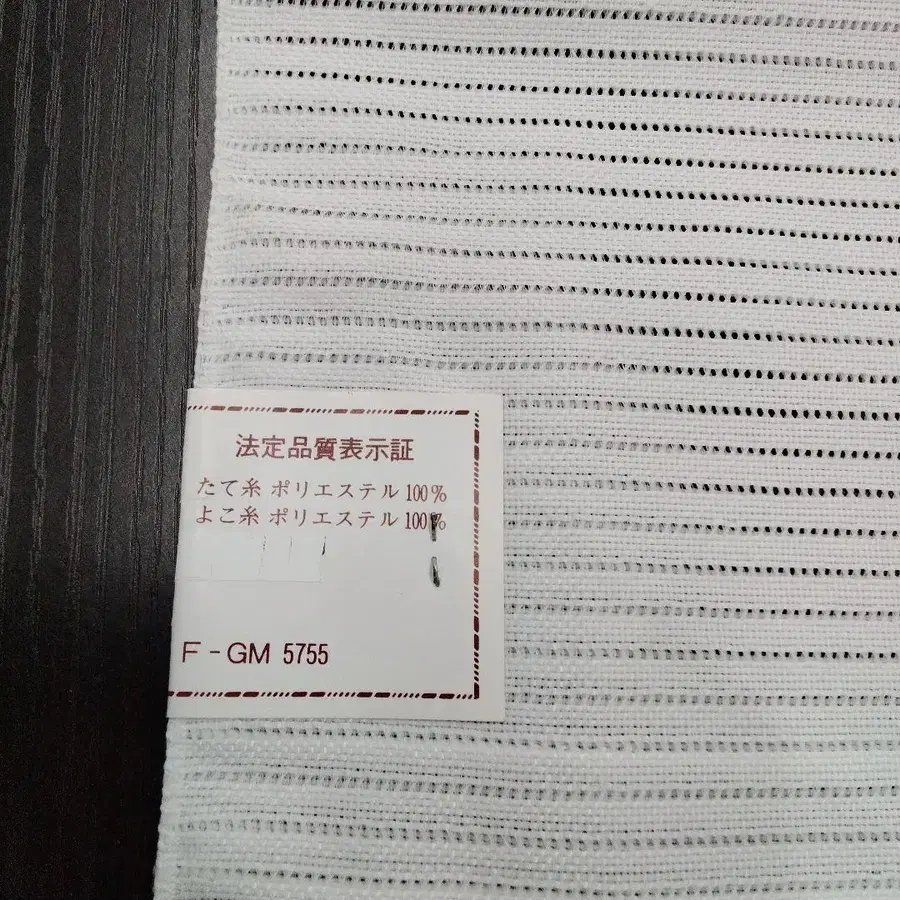 法定品質表示証
たて糸 ポリエステル 100%
よこ糸 ポリエステル 100%
F-GM 5755